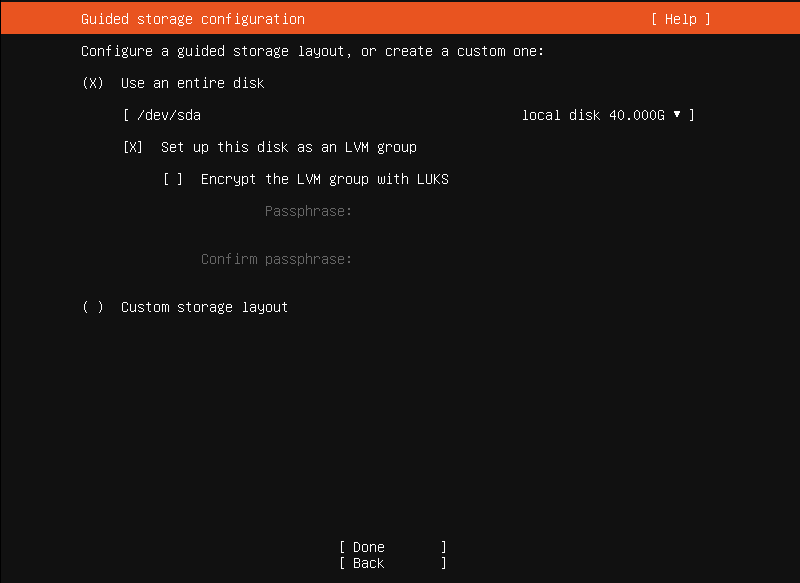 Guided storage configuration [ Help ]
Configure a guided storage layout, or create a custom one:
(X) Use an entire disk
[ /dev/sda local disk 40.000G ▾ ]
[X] Set up this disk as an LVM group
[ ] Encrypt the LVM group with LUKS
Passphrase:
Confirm passphrase:
( ) Custom storage layout
[ Done ]
[ Back ]